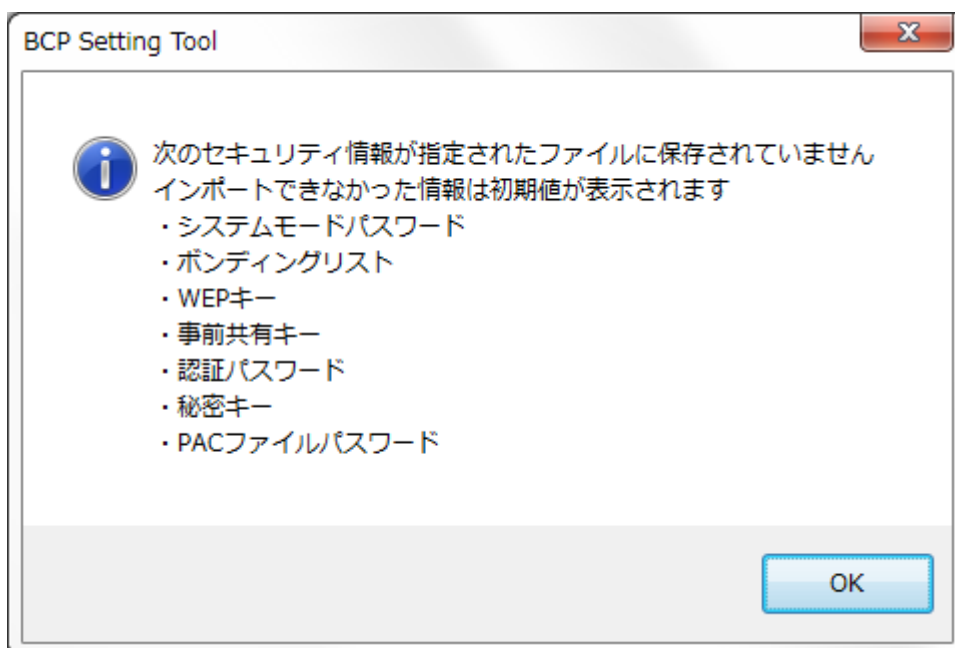 BCP Setting Tool
次のセキュリティ情報が指定されたファイルに保存されていません
インポートできなかった情報は初期値が表示されます
・システムモードパスワード
・ボンディングリスト
・WEPキー
・事前共有キー
・認証パスワード
・秘密キー
・PACファイルパスワード
OK